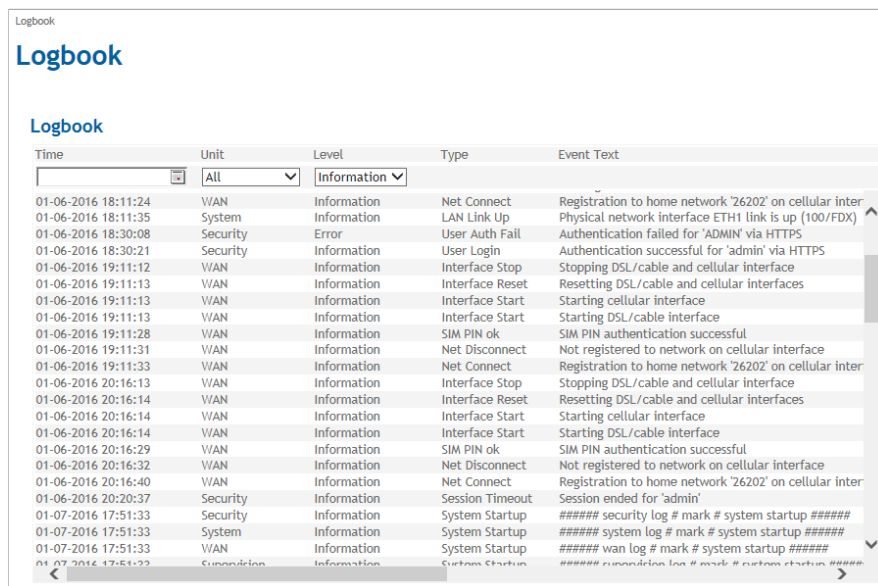 Logbook
Logbook
Logbook
Time Unit Level Type Event Text
All Information
01-06-2016 18:11:24 WAN Information Net Connect Registration to home network '26202' on cellular inter
01-06-2016 18:11:35 System Information LAN Link Up Physical network interface ETH1 link is up (100/FDX)
01-06-2016 18:30:08 Security Error User Auth Fail Authentication failed for 'ADMIN' via HTTPS
01-06-2016 18:30:21 Security Information User Login Authentication successful for 'admin' via HTTPS
01-06-2016 19:11:12 WAN Information Interface Stop Stopping DSL/cable and cellular interface
01-06-2016 19:11:13 WAN Information Interface Reset Resetting DSL/cable and cellular interfaces
01-06-2016 19:11:13 WAN Information Interface Start Starting cellular interface
01-06-2016 19:11:13 WAN Information Interface Start Starting DSL/cable interface
01-06-2016 19:11:28 WAN Information SIM PIN ok SIM PIN authentication successful
01-06-2016 19:11:31 WAN Information Net Disconnect Not registered to network on cellular interface
01-06-2016 19:11:33 WAN Information Net Connect Registration to home network '26202' on cellular inter
01-06-2016 20:16:13 WAN Information Interface Stop Stopping DSL/cable and cellular interface
01-06-2016 20:16:14 WAN Information Interface Reset Resetting DSL/cable and cellular interfaces
01-06-2016 20:16:14 WAN Information Interface Start Starting cellular interface
01-06-2016 20:16:14 WAN Information Interface Start Starting DSL/cable interface
01-06-2016 20:16:29 WAN Information SIM PIN ok SIM PIN authentication successful
01-06-2016 20:16:32 WAN Information Net Disconnect Not registered to network on cellular interface
01-06-2016 20:16:40 WAN Information Net Connect Registration to home network '26202' on cellular inter
01-06-2016 20:20:37 Security Information Session Timeout Session ended for 'admin'
01-07-2016 17:51:33 Security Information System Startup ###### security log # mark # system startup ######
01-07-2016 17:51:33 System Information System Startup ###### system log # mark # system startup ######
01-07-2016 17:51:33 WAN Information System Startup ###### wan log # mark # system startup ######
01-07-2016 17:51:33 Supervision Information System Startup ###### supervision log # mark # system startup #####